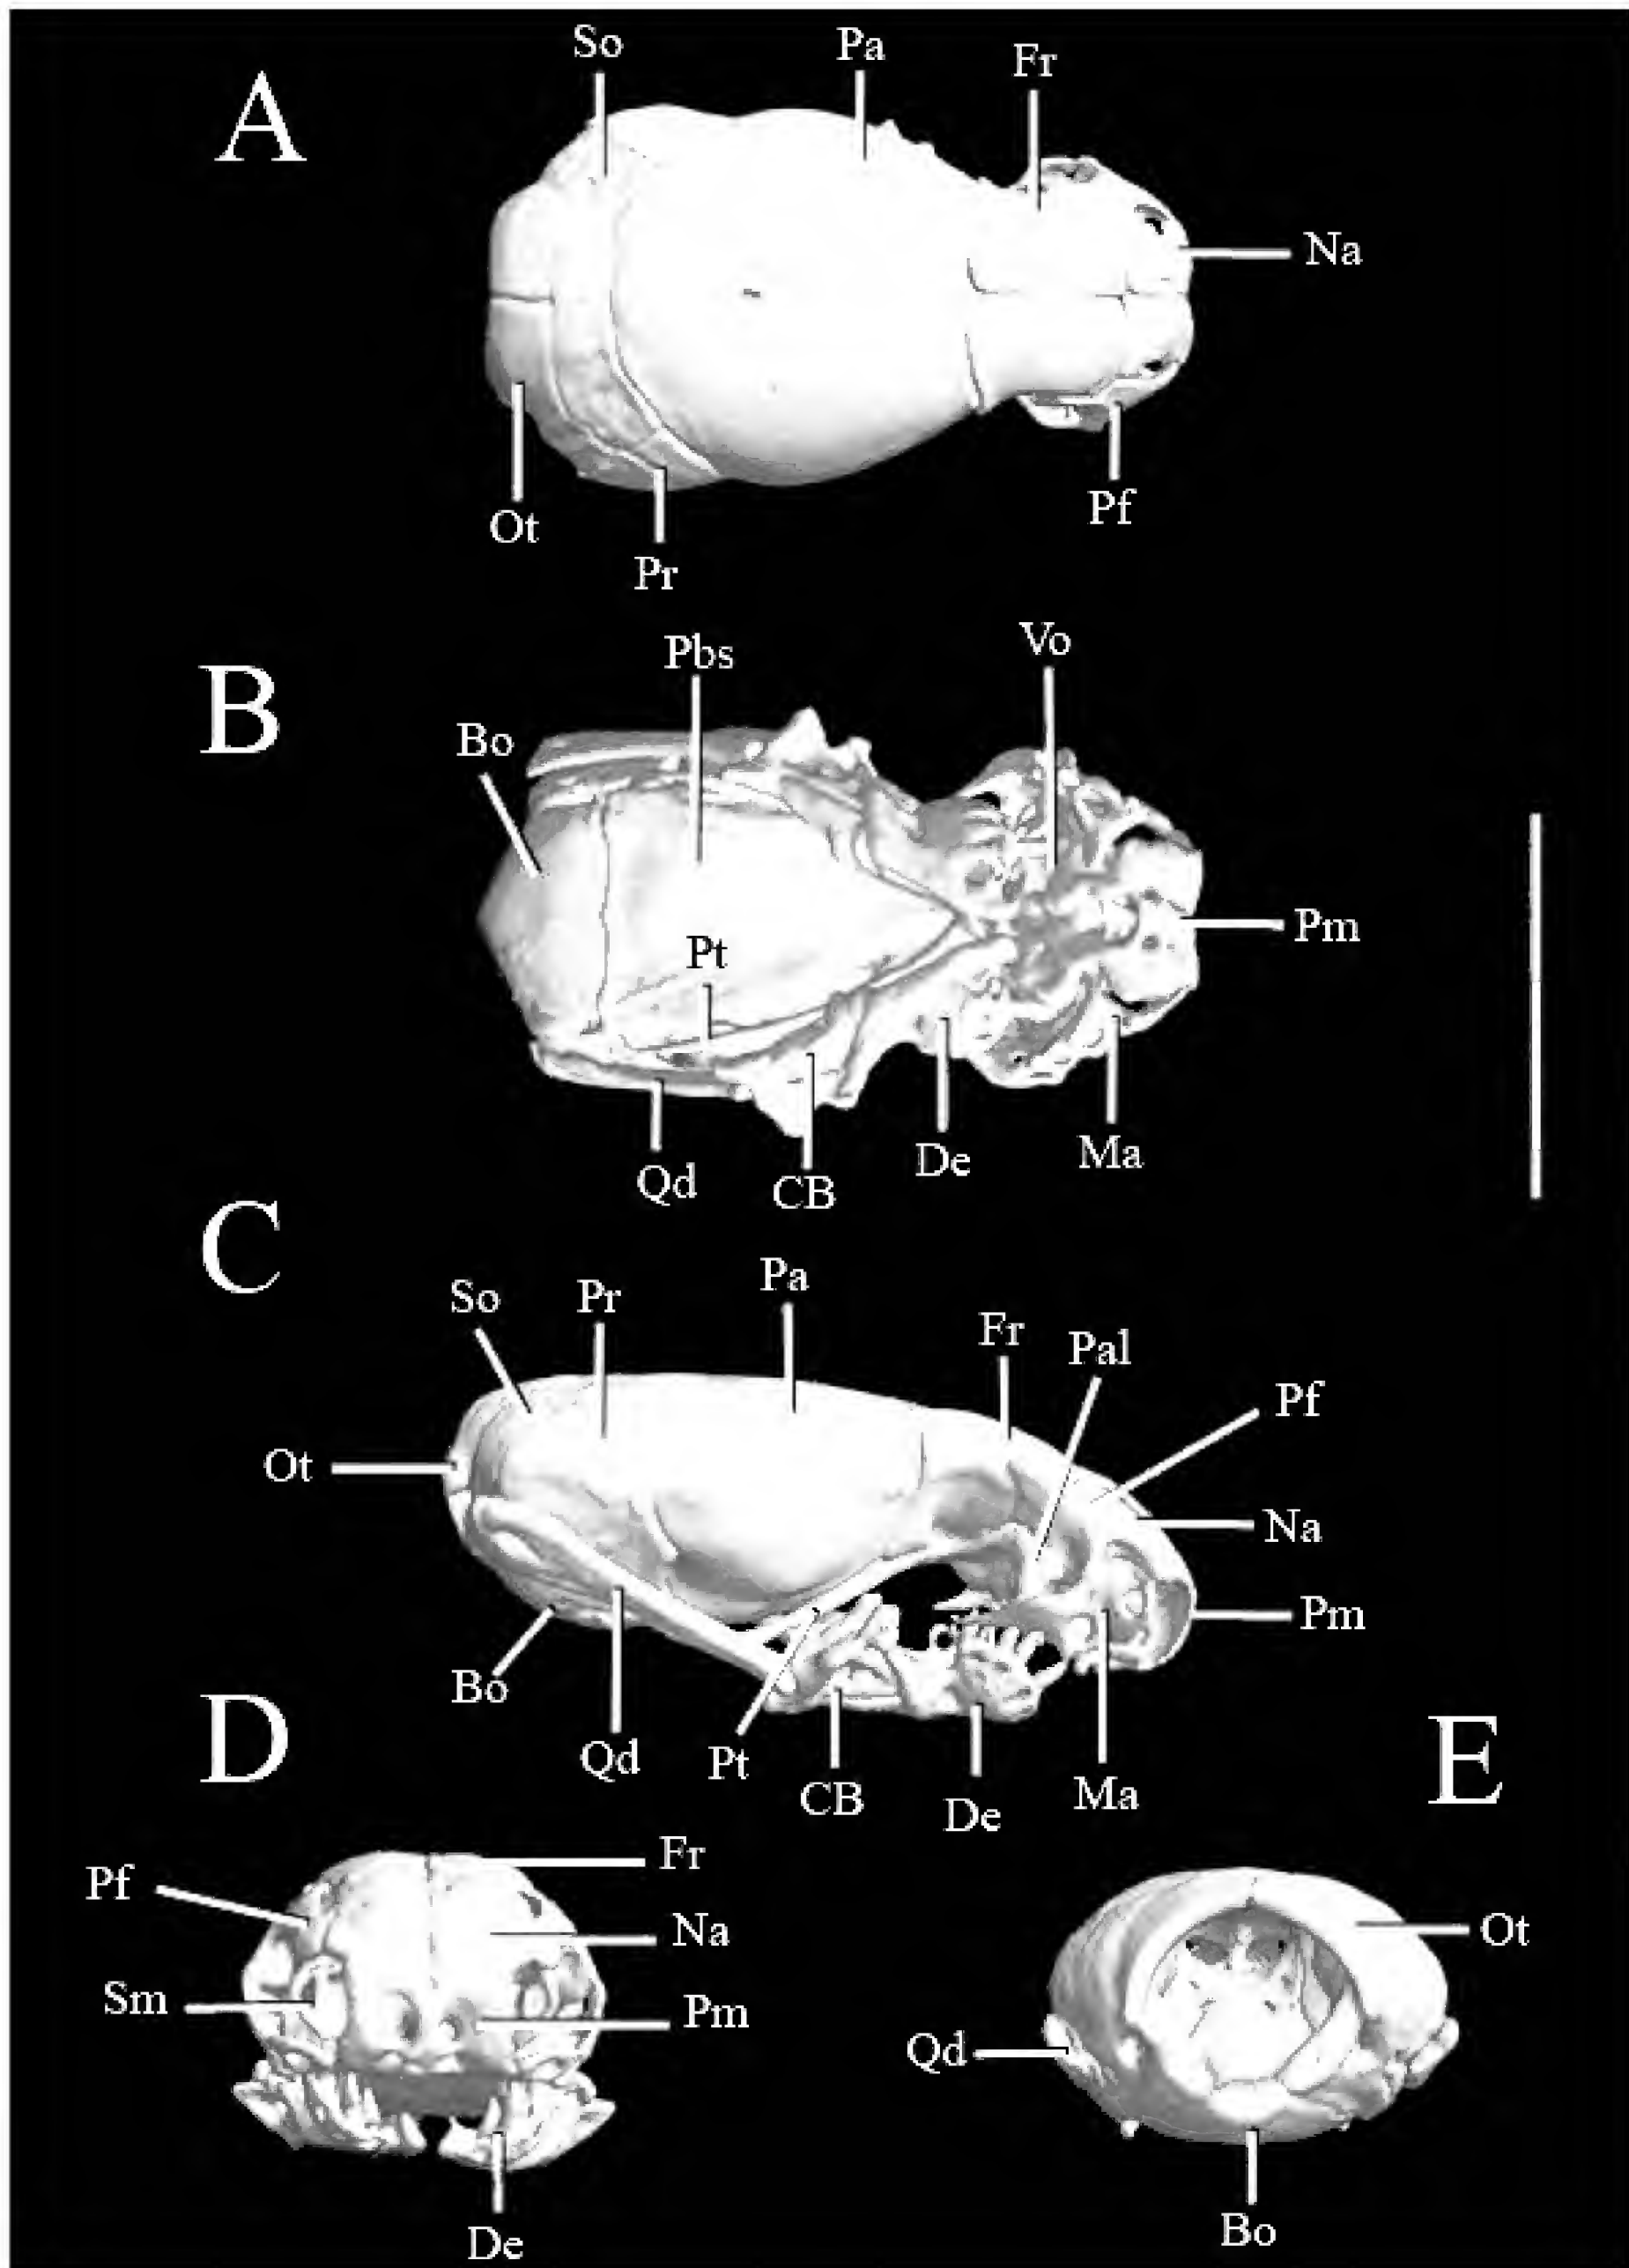 A
So
Pa
Fr
Na
Ot
Pr
Pf
B
Bo
Pbs
Vo
Pt
Pm
Qd
CB
De
Ma
C
So
Pr
Pa
Fr
Pal
Pf
Ot
Na
Pm
Bo
Qd
Pt
CB
De
Ma
D
Pf
Fr
Na
Sm
Pm
De
E
Ot
Qd
Bo